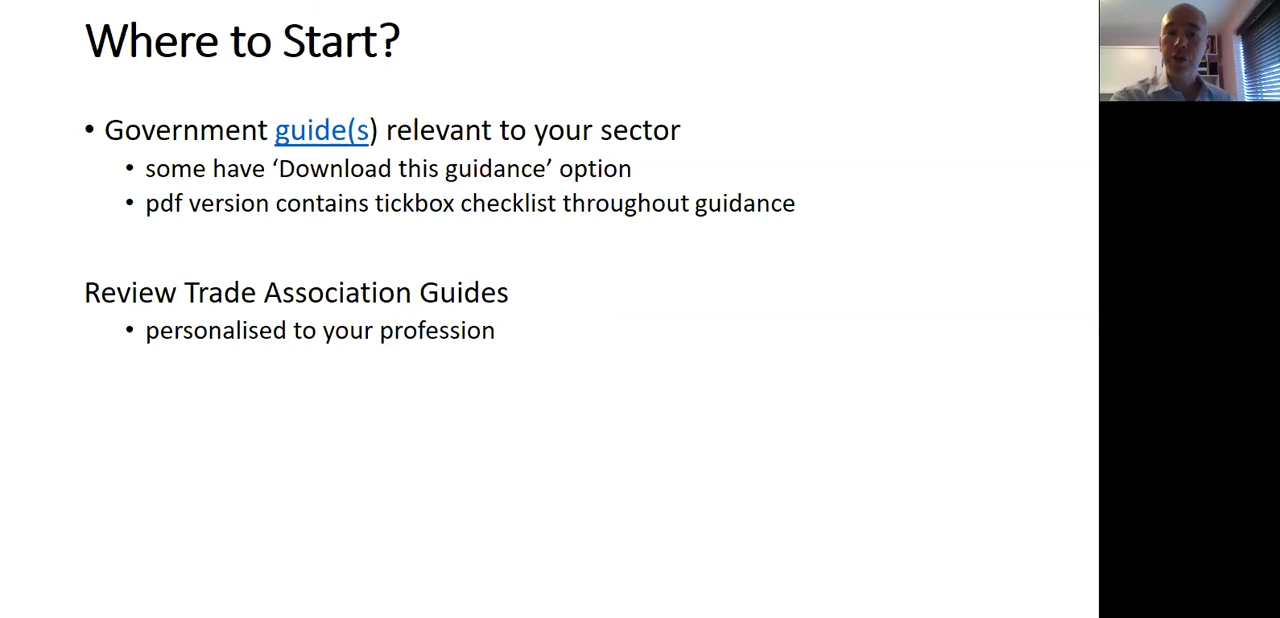 Where to Start?
• Government guide(s) relevant to your sector
• some have ‘Download this guidance’ option
• pdf version contains tickbox checklist throughout guidance
Review Trade Association Guides
• personalised to your profession